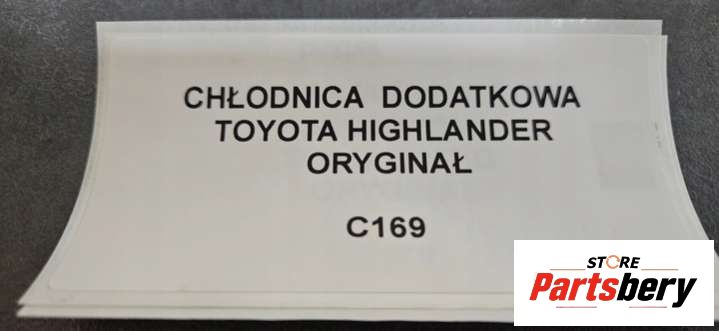 CHŁODNICA DODATKOWA
TOYOTA HIGHLANDER
ORYGINAŁ
C169
STORE
Partsbery